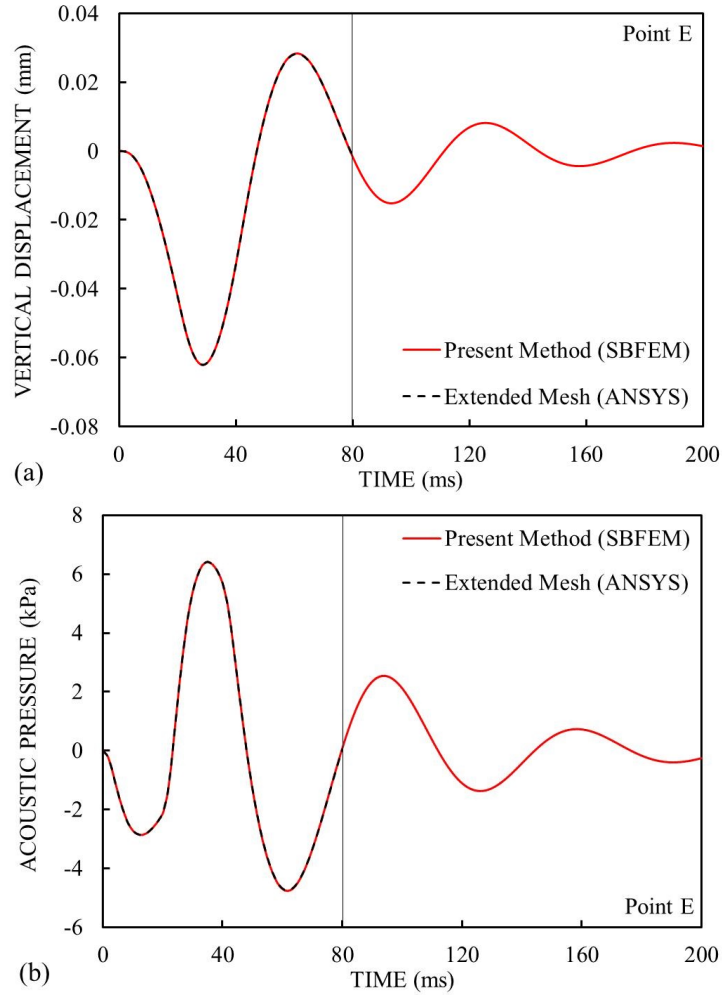 0.04
Point E
0.02
0
-0.02
-0.04
-0.06
-0.08
VERTICAL DISPLACEMENT (mm)
Present Method (SBFEM)
Extended Mesh (ANSYS)
0 40 80 120 160 200
(a) TIME (ms)
8
Present Method (SBFEM)
6
Extended Mesh (ANSYS)
4
2
0
-2
-4
-6
ACOUSTIC PRESSURE (kPa)
Point E
0 40 80 120 160 200
(b) TIME (ms)